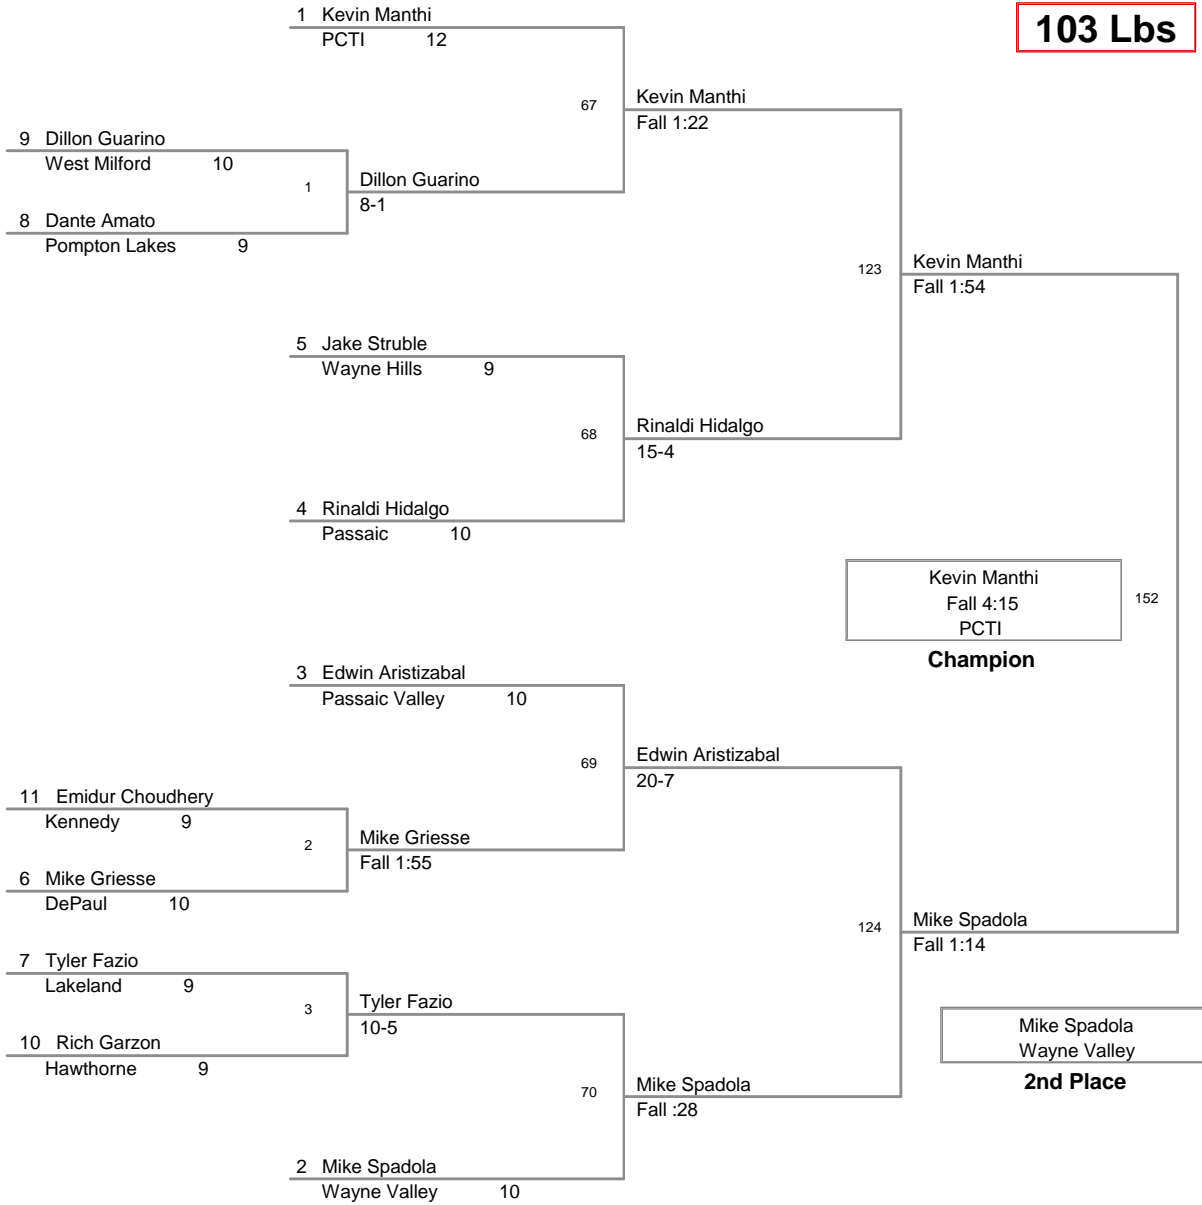 1 Kevin Manthi
PCTI 12
103 Lbs
67
Kevin Manthi
Fall 1:22
9 Dillon Guarino
West Milford 10
1
Dillon Guarino
8-1
8 Dante Amato
Pompton Lakes 9
123
Kevin Manthi
Fall 1:54
5 Jake Struble
Wayne Hills 9
68
Rinaldi Hidalgo
15-4
4 Rinaldi Hidalgo
Passaic 10
Kevin Manthi
Fall 4:15
PCTI
152
Champion
3 Edwin Aristizabal
Passaic Valley 10
69
Edwin Aristizabal
20-7
11 Emidur Choudhery
Kennedy 9
2
Mike Griesse
Fall 1:55
6 Mike Griesse
DePaul 10
124
Mike Spadola
Fall 1:14
7 Tyler Fazio
Lakeland 9
3
Tyler Fazio
10-5
10 Rich Garzon
Hawthorne 9
Mike Spadola
Wayne Valley
2nd Place
70
Mike Spadola
Fall :28
2 Mike Spadola
Wayne Valley 10